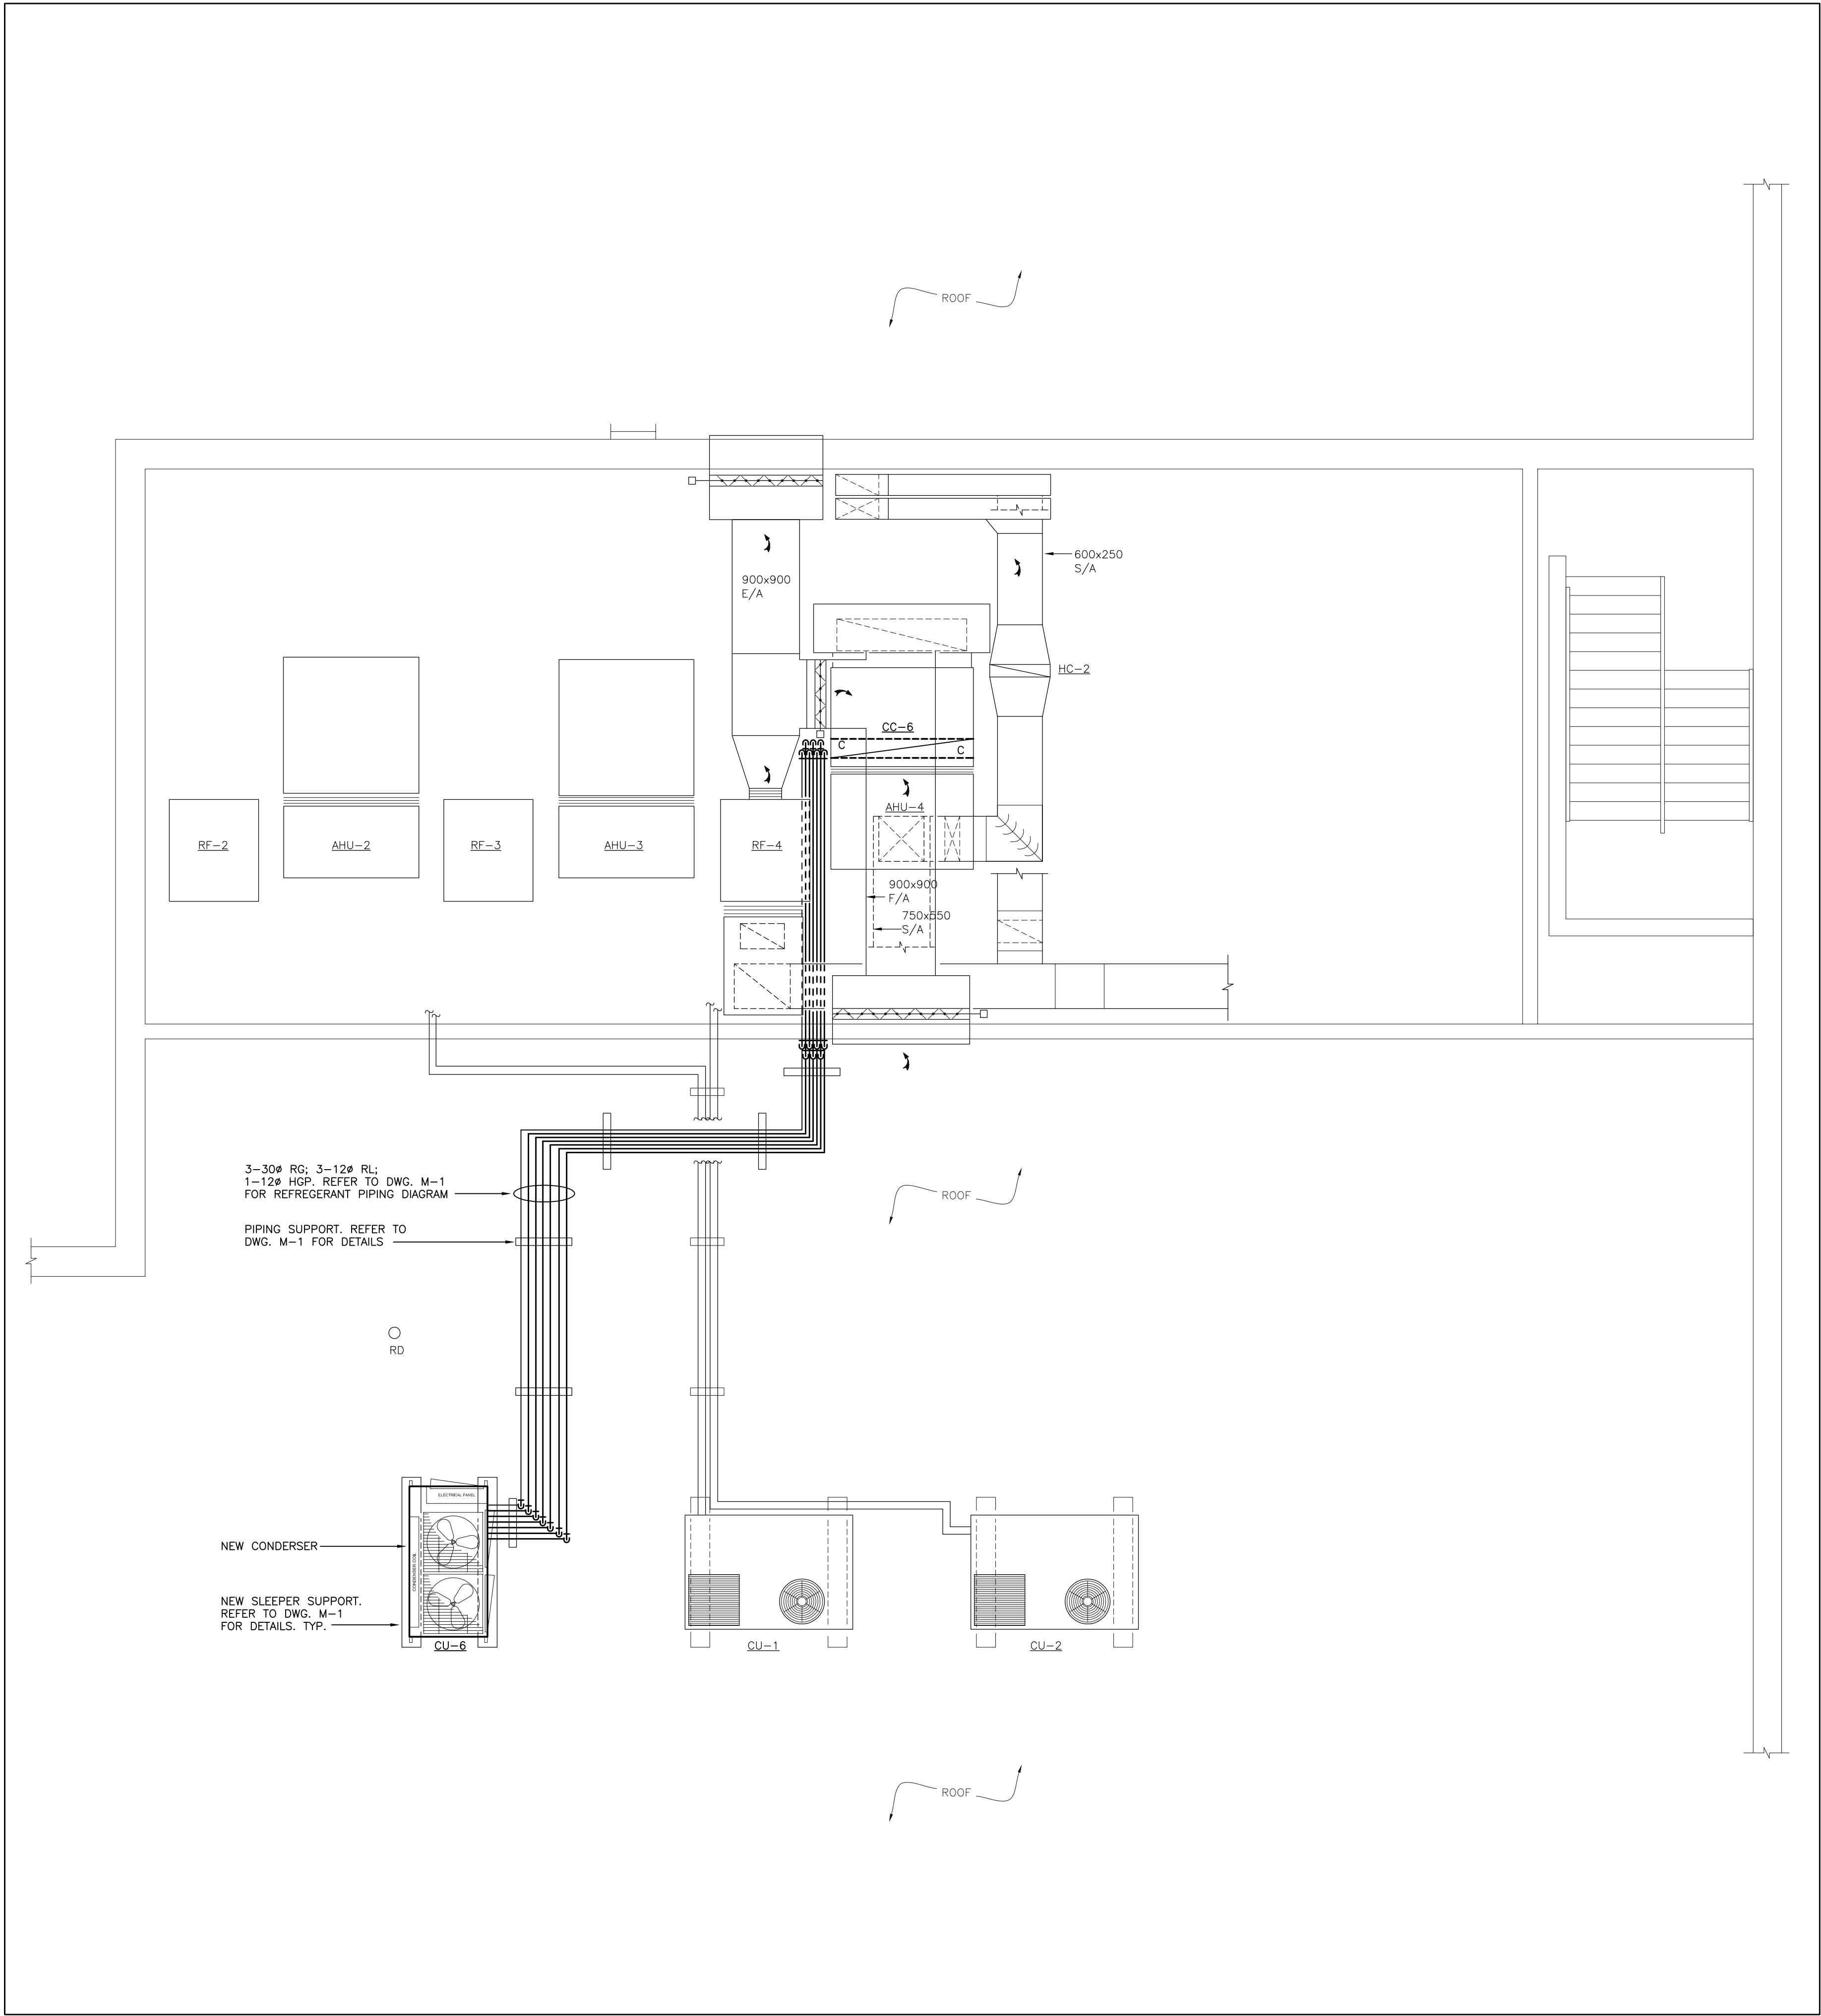 ROOF
600x250
S/A
900x900
E/A
HC-2
CC-6
C
C
AHU-4
RF-2
AHU-2
RF-3
AHU-3
RF-4
900x900
F/A
750x550
S/A
3-30ø RG; 3-12ø RL;
1-12ø HGP. REFER TO DWG. M-1
FOR REFREGERANT PIPING DIAGRAM
ROOF
PIPING SUPPORT. REFER TO
DWG. M-1 FOR DETAILS
RD
ELECTRICAL PANEL
CONDENSER COIL
NEW CONDERSER
NEW SLEEPER SUPPORT.
REFER TO DWG. M-1
FOR DETAILS. TYP.
CU-6
CU-1
CU-2
ROOF